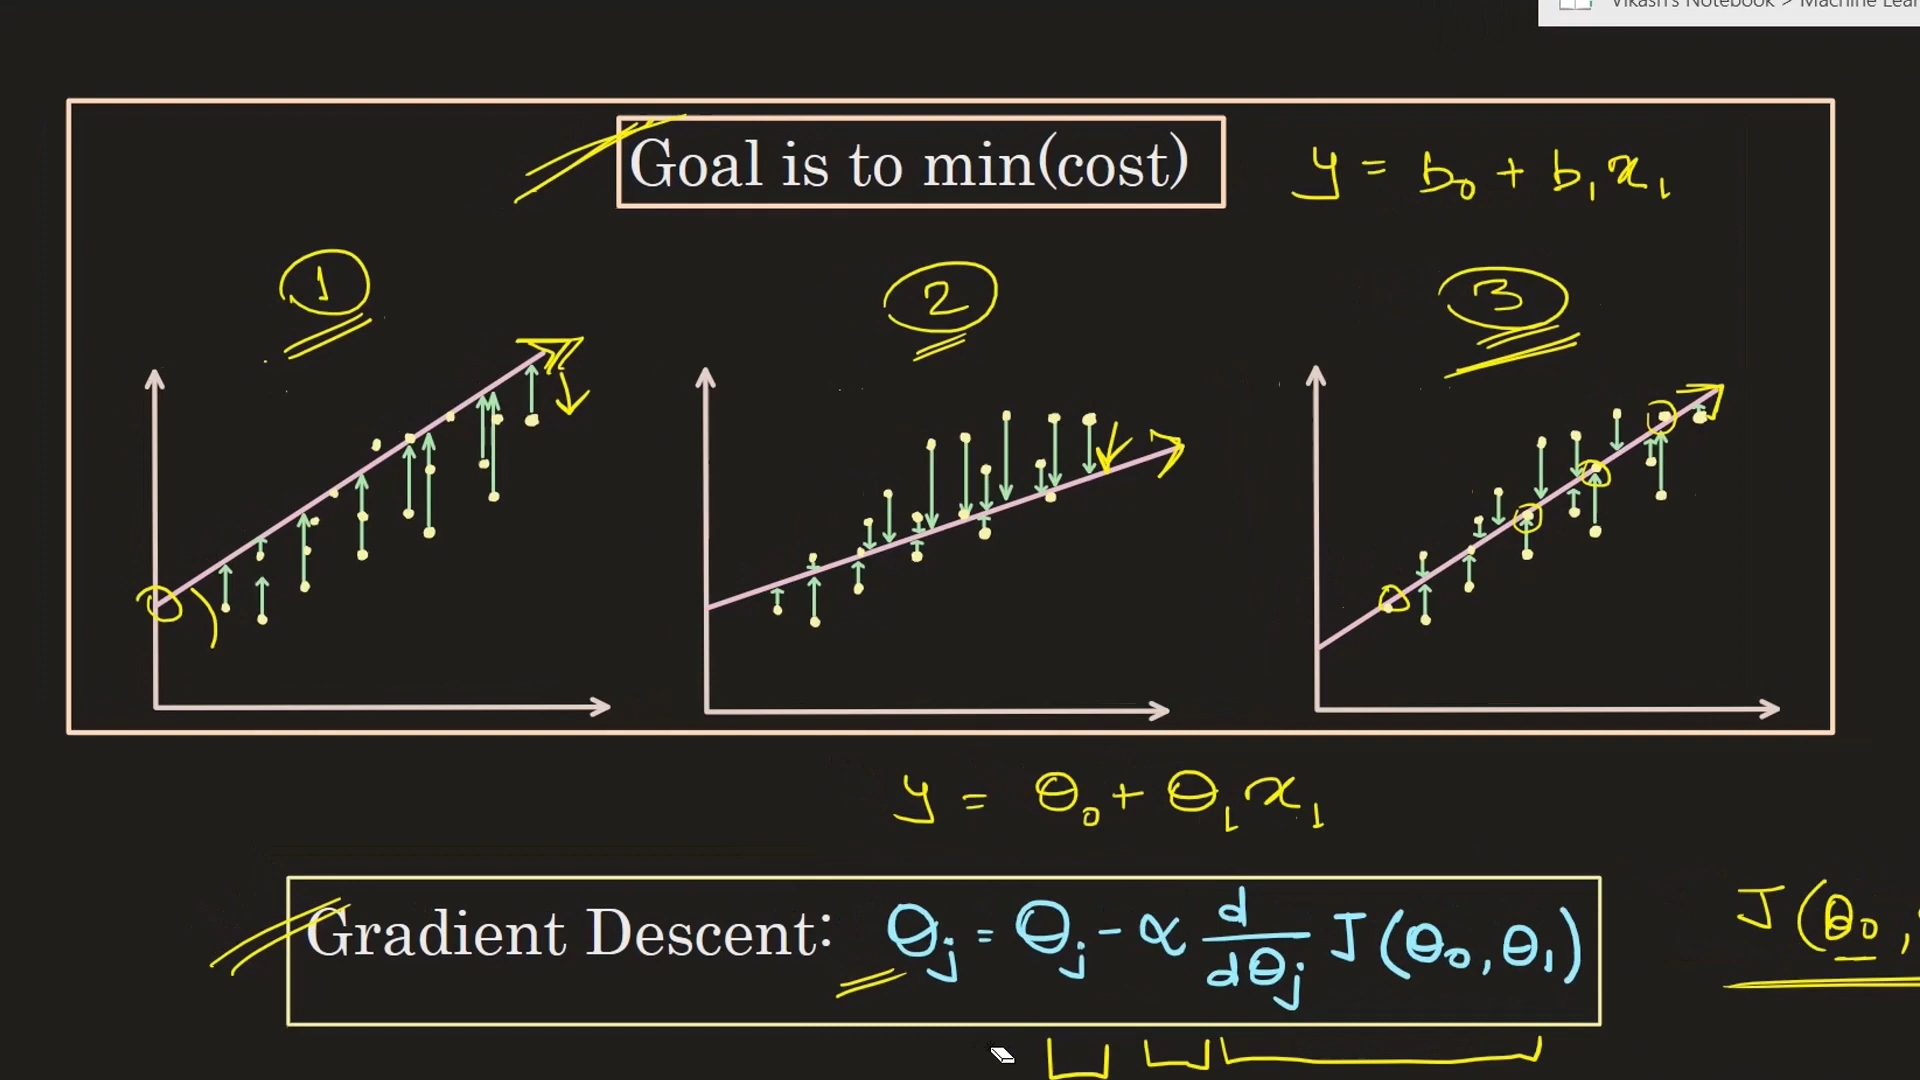 Vikash's Notebook > Machine Lear
Goal is to min(cost)
y = b₀ + b₁x₁
1
2
3
y = θ₀ + θ₁x₁
Gradient Descent: θⱼ = θⱼ - α d/dθⱼ J(θ₀, θ₁)
J(θ₀,